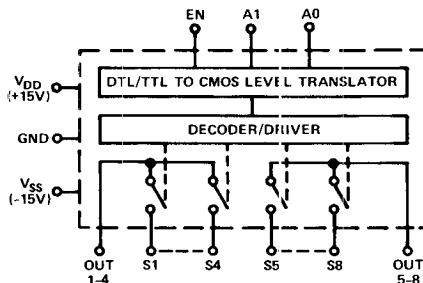 EN A1 A0
DTL/TTL TO CMOS LEVEL TRANSLATOR
VDD
(+15V)
DECODER/DRIVER
GND
VSS
(-15V)
OUT
1-4
S1
S4
S5
S8
OUT
5-8